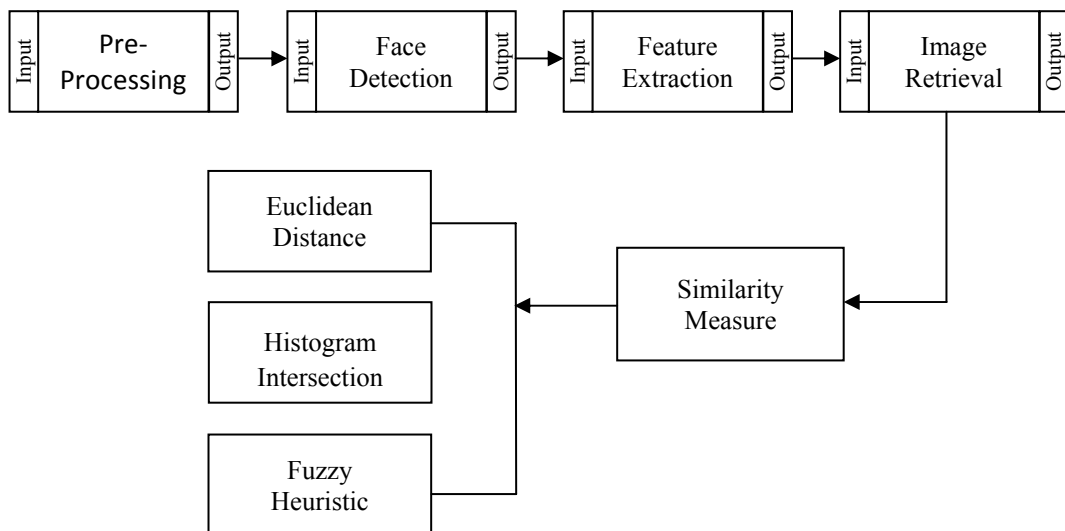 Input
Pre-
Processing
Output
Input
Face
Detection
Output
Input
Feature
Extraction
Output
Input
Image
Retrieval
Output
Euclidean
Distance
Similarity
Measure
Histogram
Intersection
Fuzzy
Heuristic